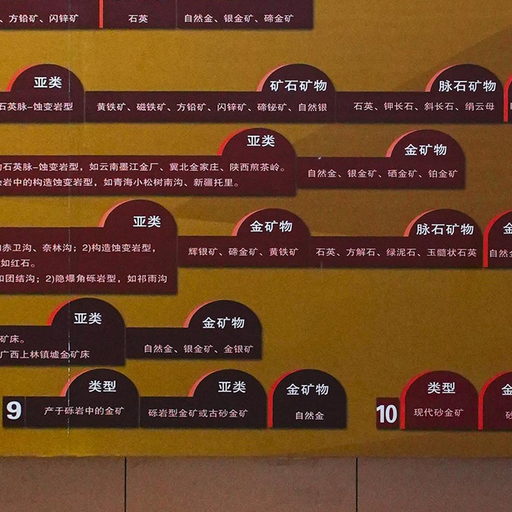 、方铅矿、闪锌矿
石英
自然金、银金矿、碲金矿
亚类
石英脉-蚀变岩型
矿石矿物
黄铁矿、磁铁矿、方铅矿、闪锌矿、碲铋矿、自然银
脉石矿物
石英、钾长石、斜长石、绢云母
亚类
石英脉-蚀变岩型，如云南墨江金厂、冀北金家庄、陕西煎茶岭。
岩中的构造蚀变岩型，如青海小松树南沟、新疆托里。
金矿物
自然金、银金矿、硒金矿、铂金矿
亚类
赤卫沟、奈林沟；2)构造蚀变岩型，
如红石。
和团结沟；2)隐爆角砾岩型，如祁雨沟
金矿物
辉银矿、碲金矿、黄铁矿
脉石矿物
石英、方解石、绿泥石、玉髓状石英
金
自然金
亚类
矿床。
广西上林镇墟金矿床
金矿物
自然金、银金矿、金银矿
9
类型
产于砾岩中的金矿
亚类
砾岩型金矿或古砂金矿
金矿物
自然金
10
类型
现代砂金矿
金